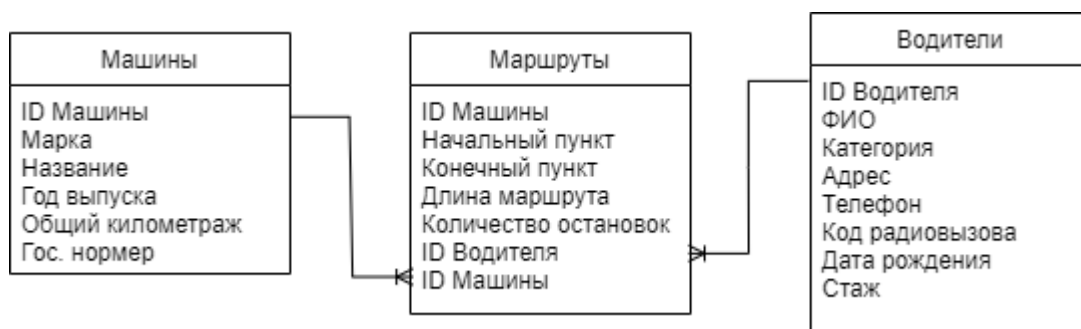 Машины
ID Машины
Марка
Название
Год выпуска
Общий километраж
Гос. нормер
Маршруты
ID Машины
Начальный пункт
Конечный пункт
Длина маршрута
Количество остановок
ID Водителя
ID Машины
Водители
ID Водителя
ФИО
Категория
Адрес
Телефон
Код радиовызова
Дата рождения
Стаж